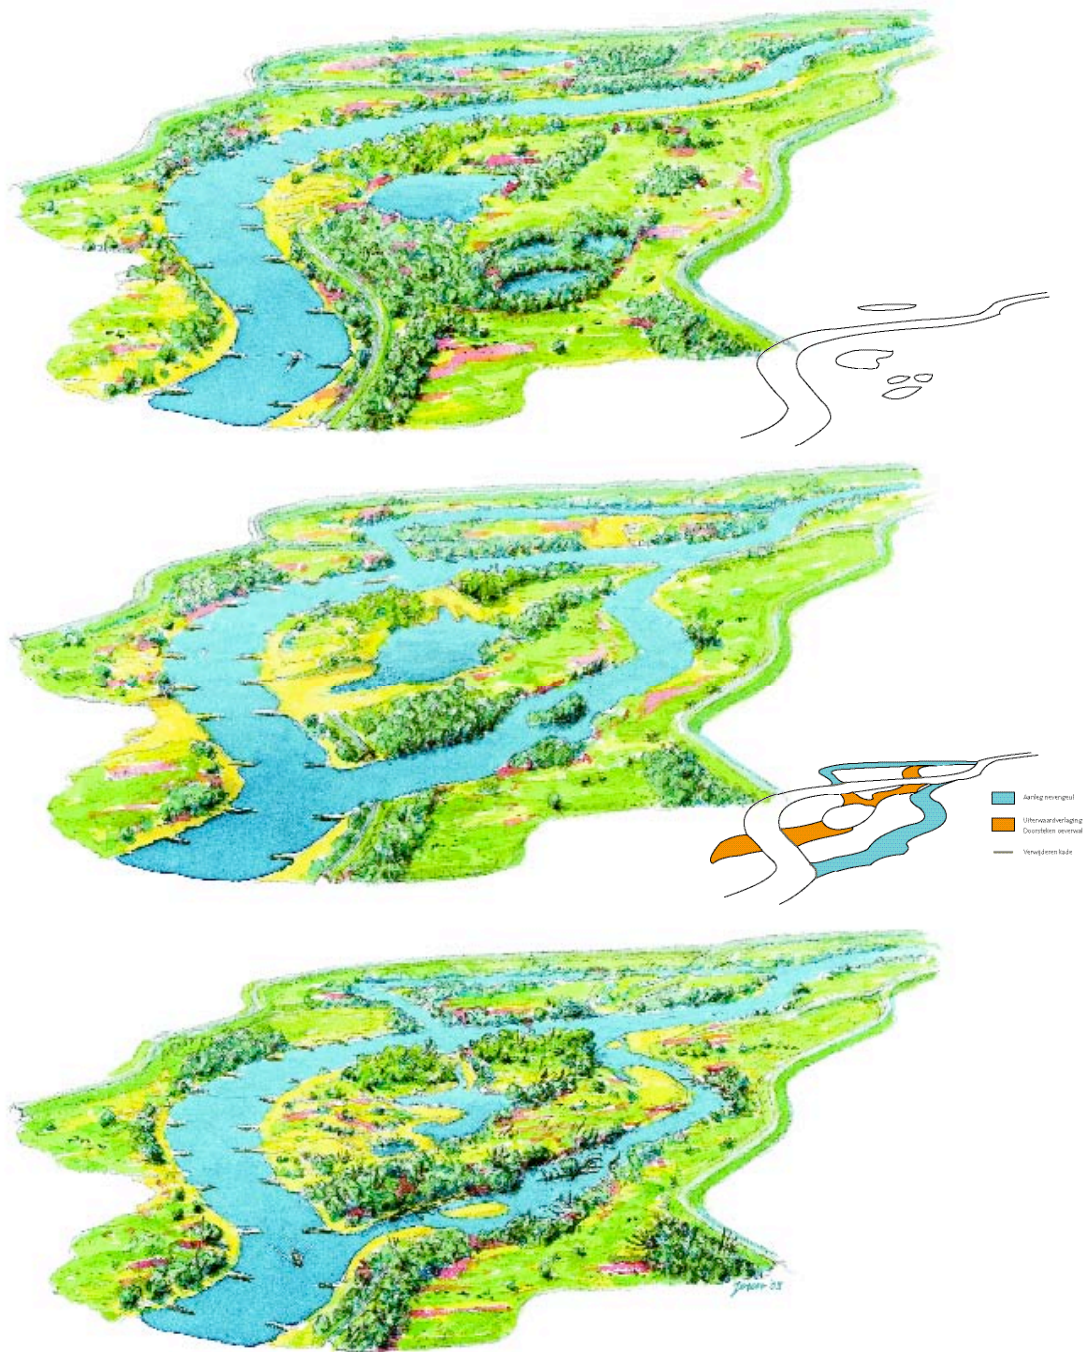 Aanleg nevengeul
Uiterwaardverlaging
Doorsteken oeverwal
Verwijderen kade